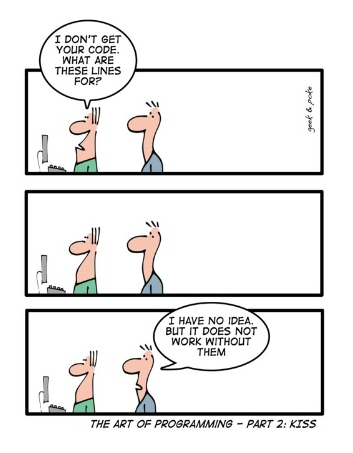 I DON'T GET
YOUR CODE.
WHAT ARE
THESE LINES
FOR?
geek & poke
I HAVE NO IDEA.
BUT IT DOES NOT
WORK WITHOUT
THEM
THE ART OF PROGRAMMING - PART 2: KISS